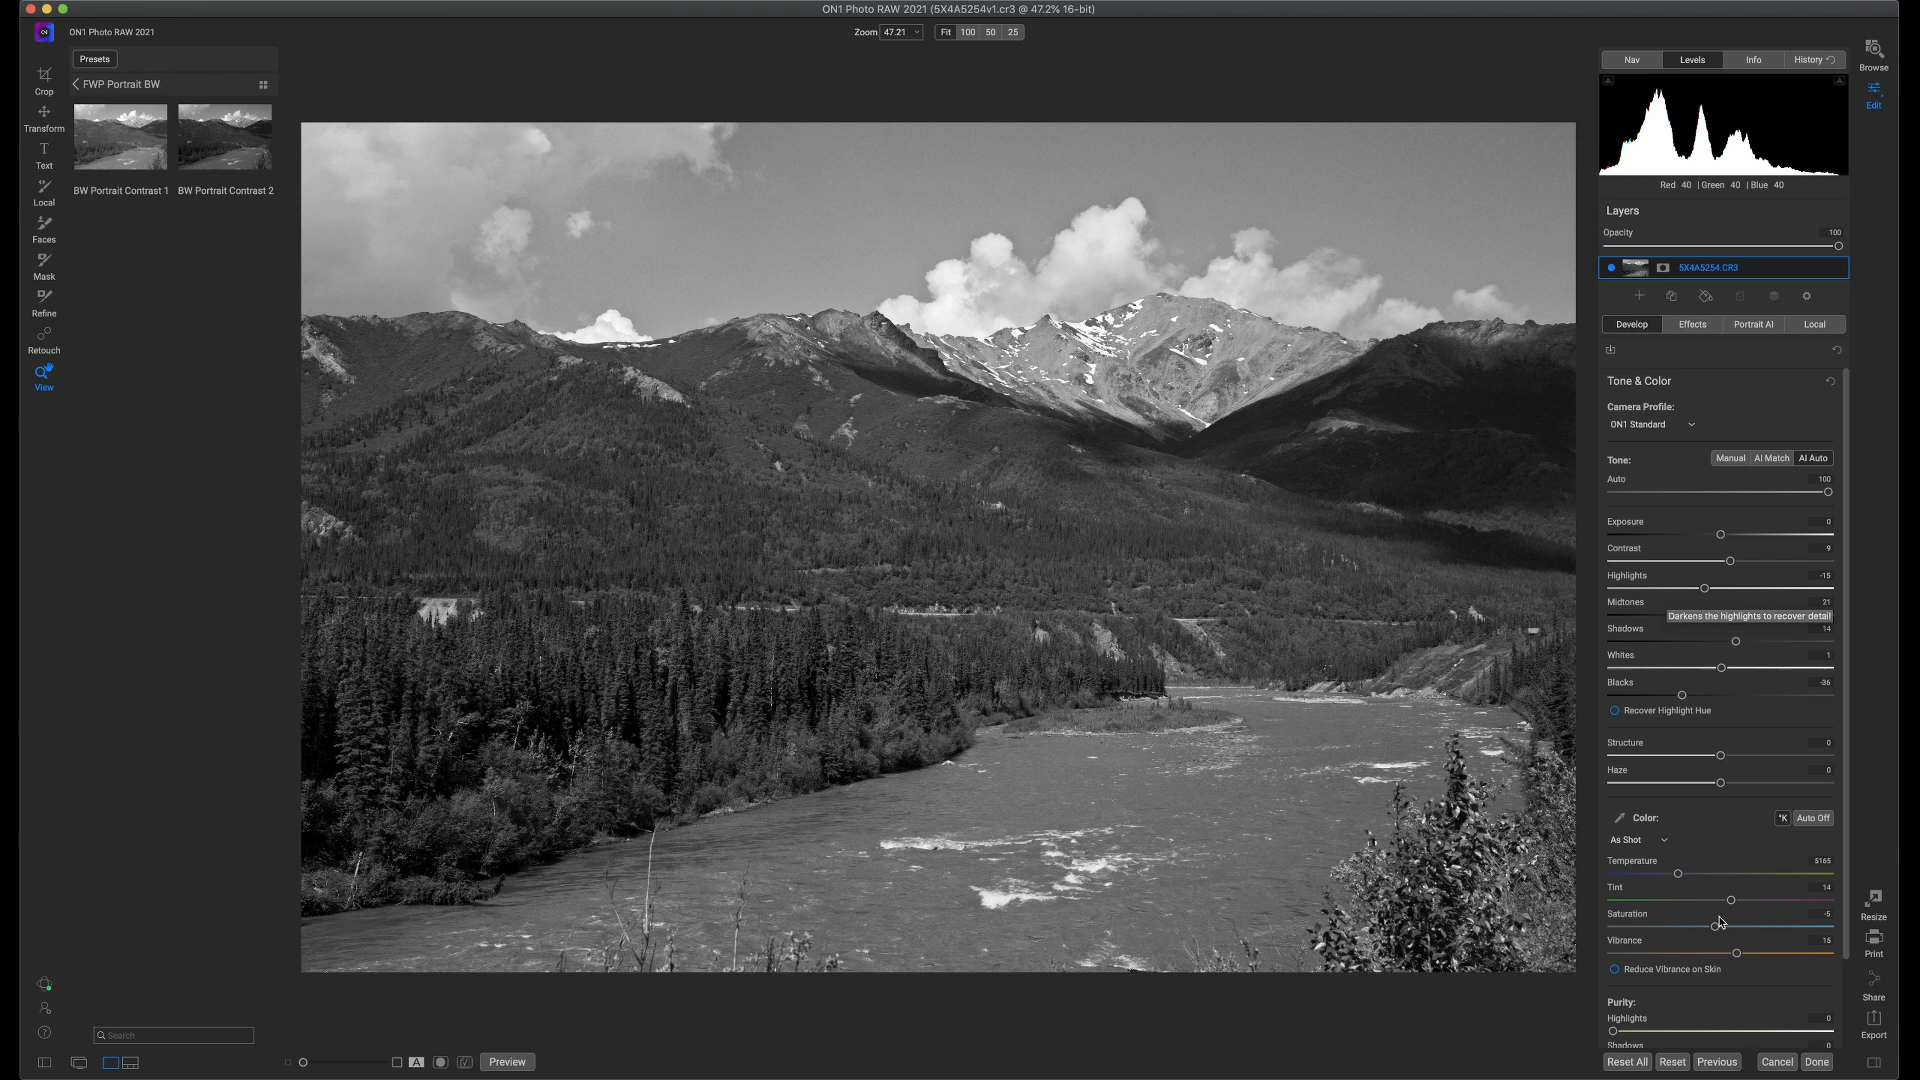 ON1 Photo RAW 2021 (5X4A5254v1.cr3 @ 47.2% 16-bit)
ON1 Photo RAW 2021
Zoom 47.21
Fit 100 50 25
Presets
FWP Portrait BW
BW Portrait Contrast 1
BW Portrait Contrast 2
Crop
Transform
Text
Local
Faces
Mask
Refine
Retouch
View
Search
A
Preview
Nav Levels Info History
Red 40 | Green 40 | Blue 40
Layers
Opacity 100
5X4A5254.CR3
Develop Effects Portrait AI Local
Tone & Color
Camera Profile:
ON1 Standard
Tone: Manual AI Match AI Auto
Auto 100
Exposure 0
Contrast 9
Highlights -15
Midtones 21
Darkens the highlights to recover detail
Shadows 14
Whites 1
Blacks -36
Recover Highlight Hue
Structure 0
Haze 0
Color: °K Auto Off
As Shot
Temperature 5165
Tint 14
Saturation -5
Vibrance 15
Reduce Vibrance on Skin
Purity:
Highlights 0
Shadows 0
Reset All Reset Previous Cancel Done
Browse
Edit
Resize
Print
Share
Export